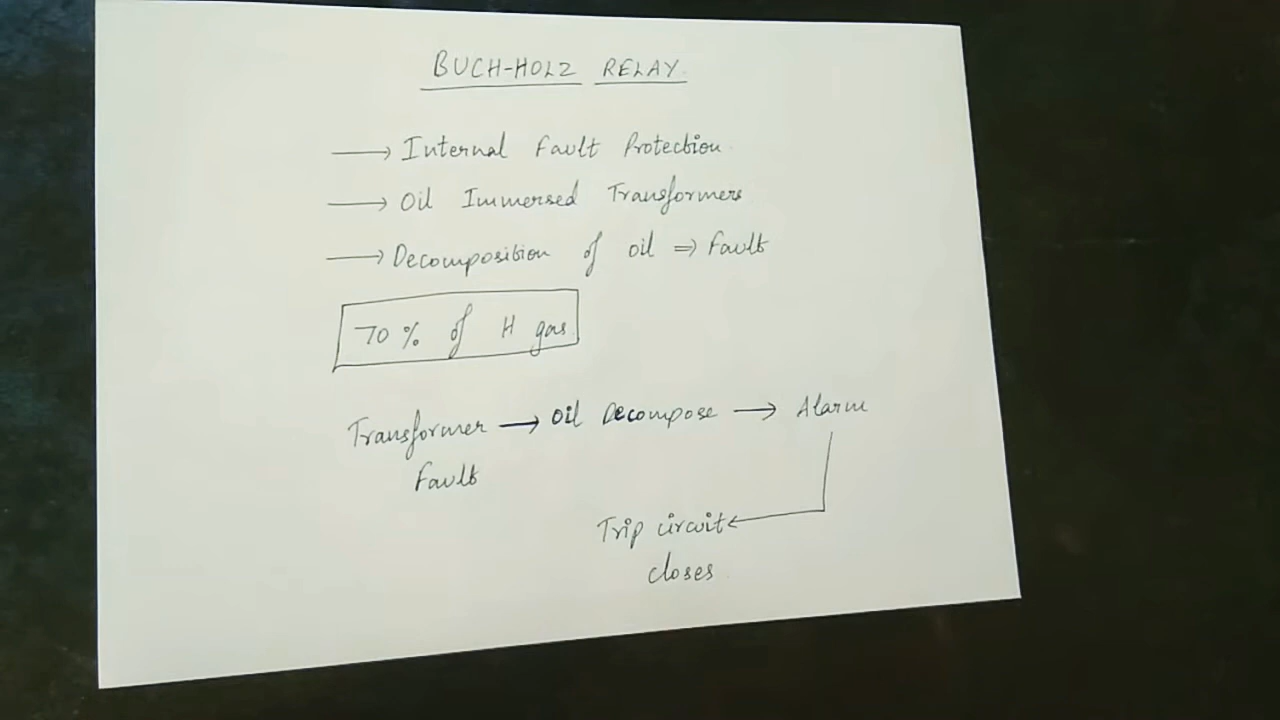 BUCH-HOLZ RELAY
→ Internal Fault Protection
→ Oil Immersed Transformers
→ Decomposition of oil ⇒ Fault
70% of H gas
Transformer → Oil Decompose → Alarm
Fault
Trip circuit ←
closes